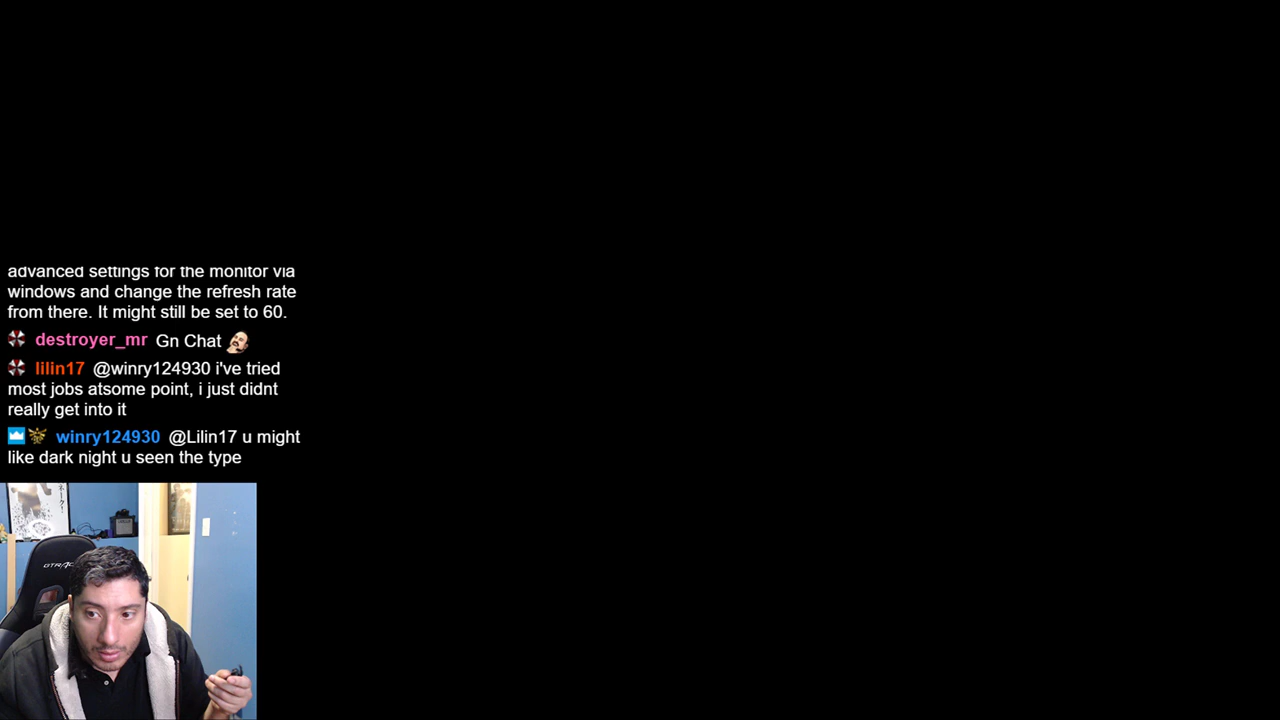 advanced settings for the monitor via
windows and change the refresh rate
from there. It might still be set to 60.
destroyer_mr Gn Chat
lilin17 @winry124930 i've tried
most jobs atsome point, i just didnt
really get into it
winry124930 @Lilin17 u might
like dark night u seen the type